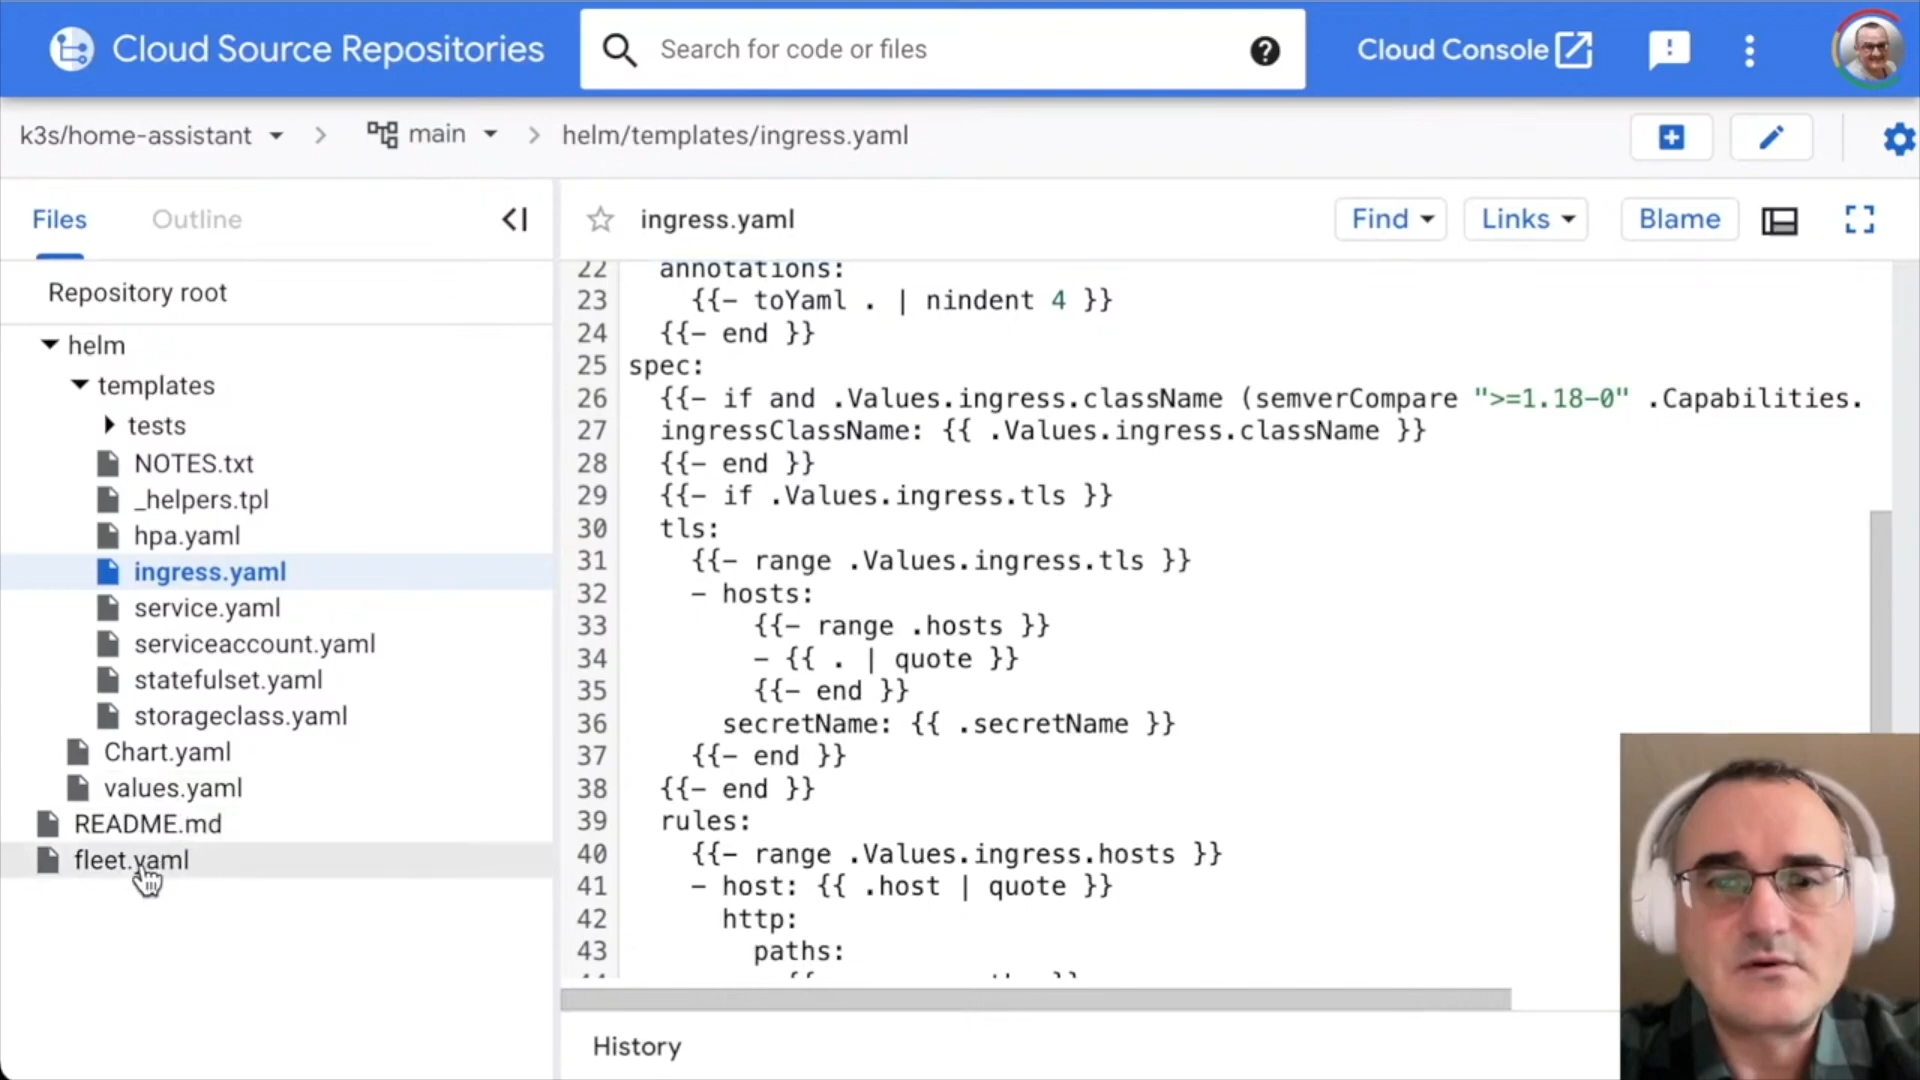 Cloud Source Repositories
Search for code or files
Cloud Console
k3s/home-assistant
main
helm/templates/ingress.yaml
Files
Outline
Repository root
helm
templates
tests
NOTES.txt
_helpers.tpl
hpa.yaml
ingress.yaml
service.yaml
serviceaccount.yaml
statefulset.yaml
storageclass.yaml
Chart.yaml
values.yaml
README.md
fleet.yaml
ingress.yaml
Find
Links
Blame
22 annotations:
23 {{- toYaml . | nindent 4 }}
24 {{- end }}
25 spec:
26 {{- if and .Values.ingress.className (semverCompare ">=1.18-0" .Capabilities.
27 ingressClassName: {{ .Values.ingress.className }}
28 {{- end }}
29 {{- if .Values.ingress.tls }}
30 tls:
31 {{- range .Values.ingress.tls }}
32 - hosts:
33 {{- range .hosts }}
34 - {{ . | quote }}
35 {{- end }}
36 secretName: {{ .secretName }}
37 {{- end }}
38 {{- end }}
39 rules:
40 {{- range .Values.ingress.hosts }}
41 - host: {{ .host | quote }}
42 http:
43 paths:
History